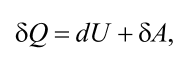 δQ = dU + δA,